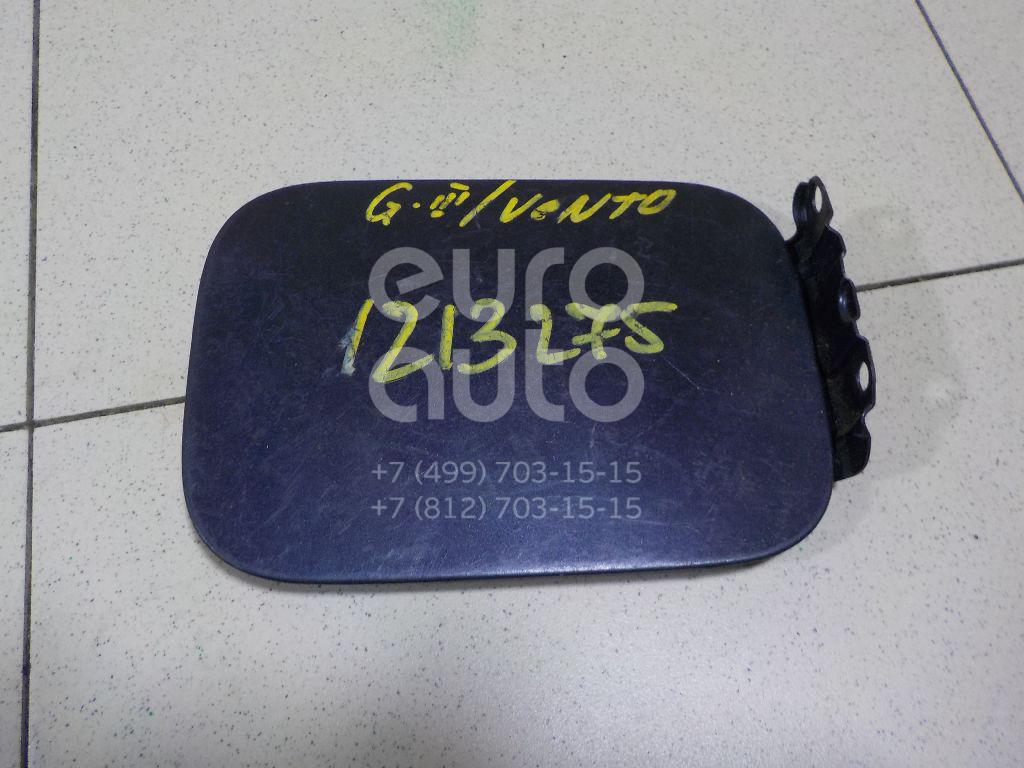 G.III/VENTO
euro
1213275
auto
+7 (499) 703-15-15
+7 (812) 703-15-15